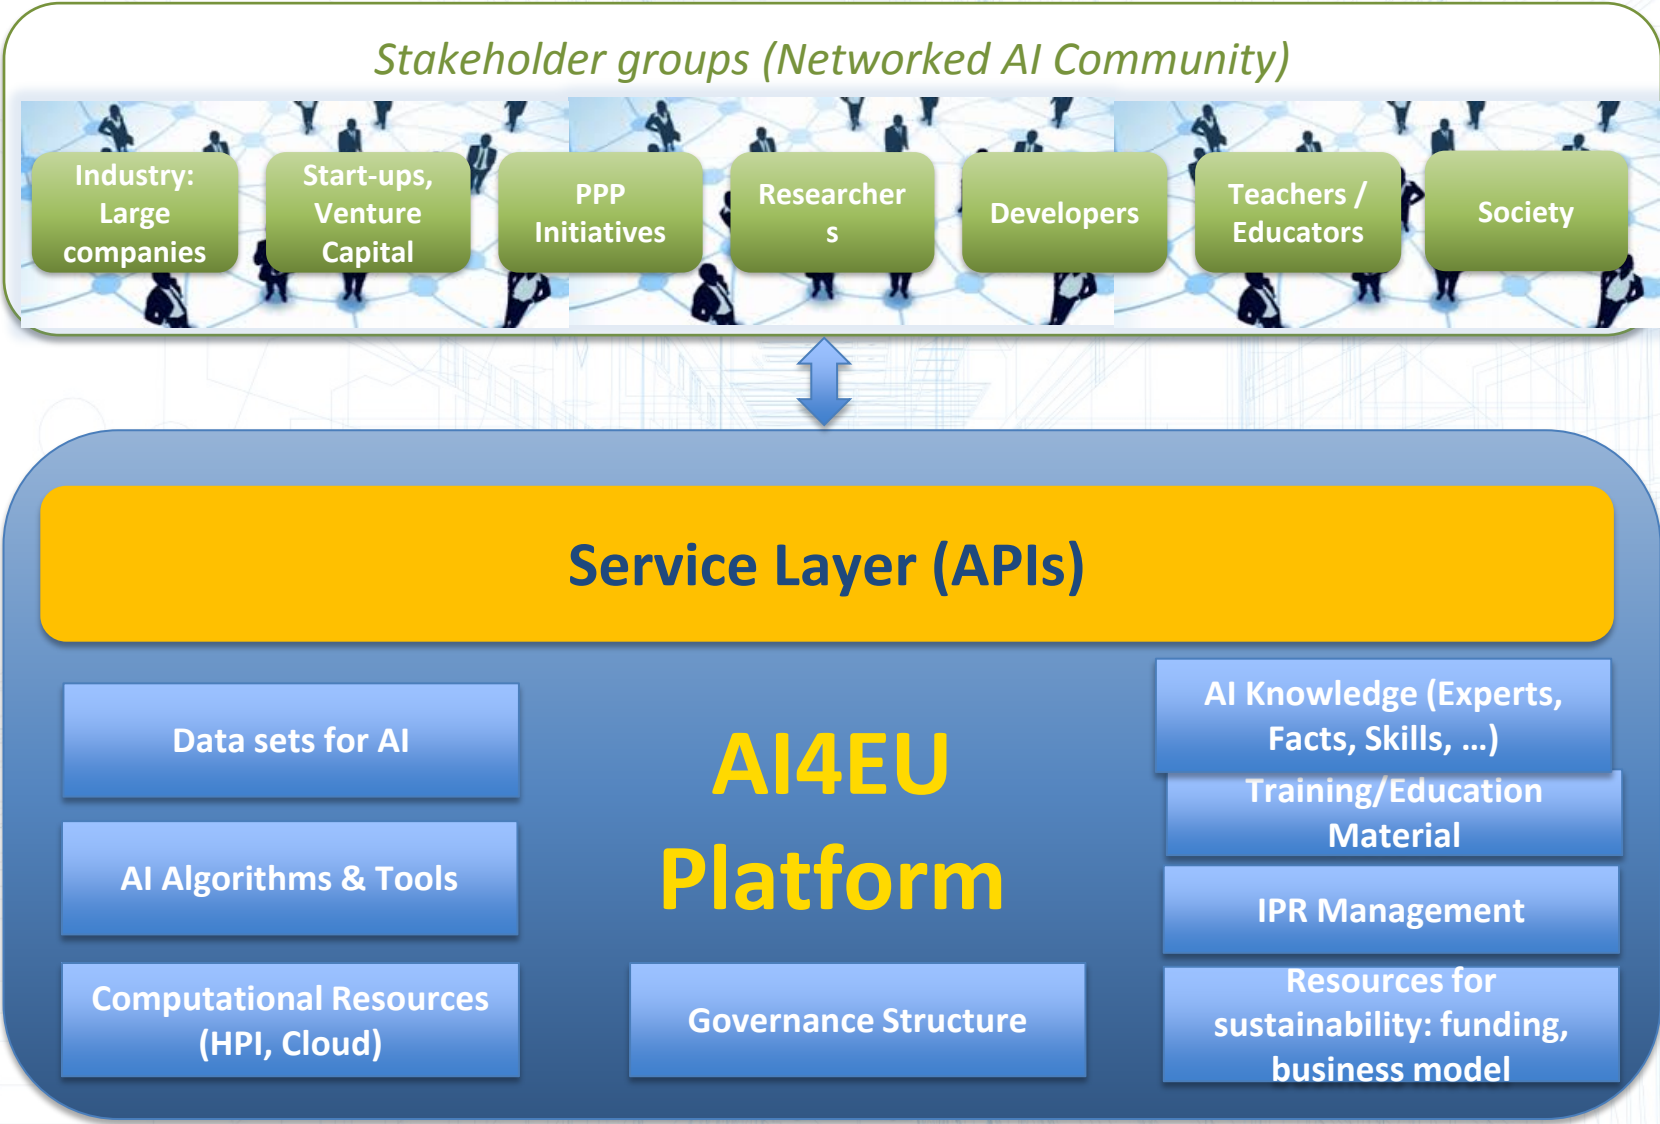 Stakeholder groups (Networked AI Community)
Industry:
Large
companies
Start-ups,
Venture
Capital
PPP
Initiatives
Researcher
s
Developers
Teachers /
Educators
Society
Service Layer (APIs)
Data sets for AI
AI Algorithms & Tools
Computational Resources
(HPI, Cloud)
AI4EU
Platform
Governance Structure
AI Knowledge (Experts,
Facts, Skills, ...)
Training/Education
Material
IPR Management
Resources for
sustainability: funding,
business model